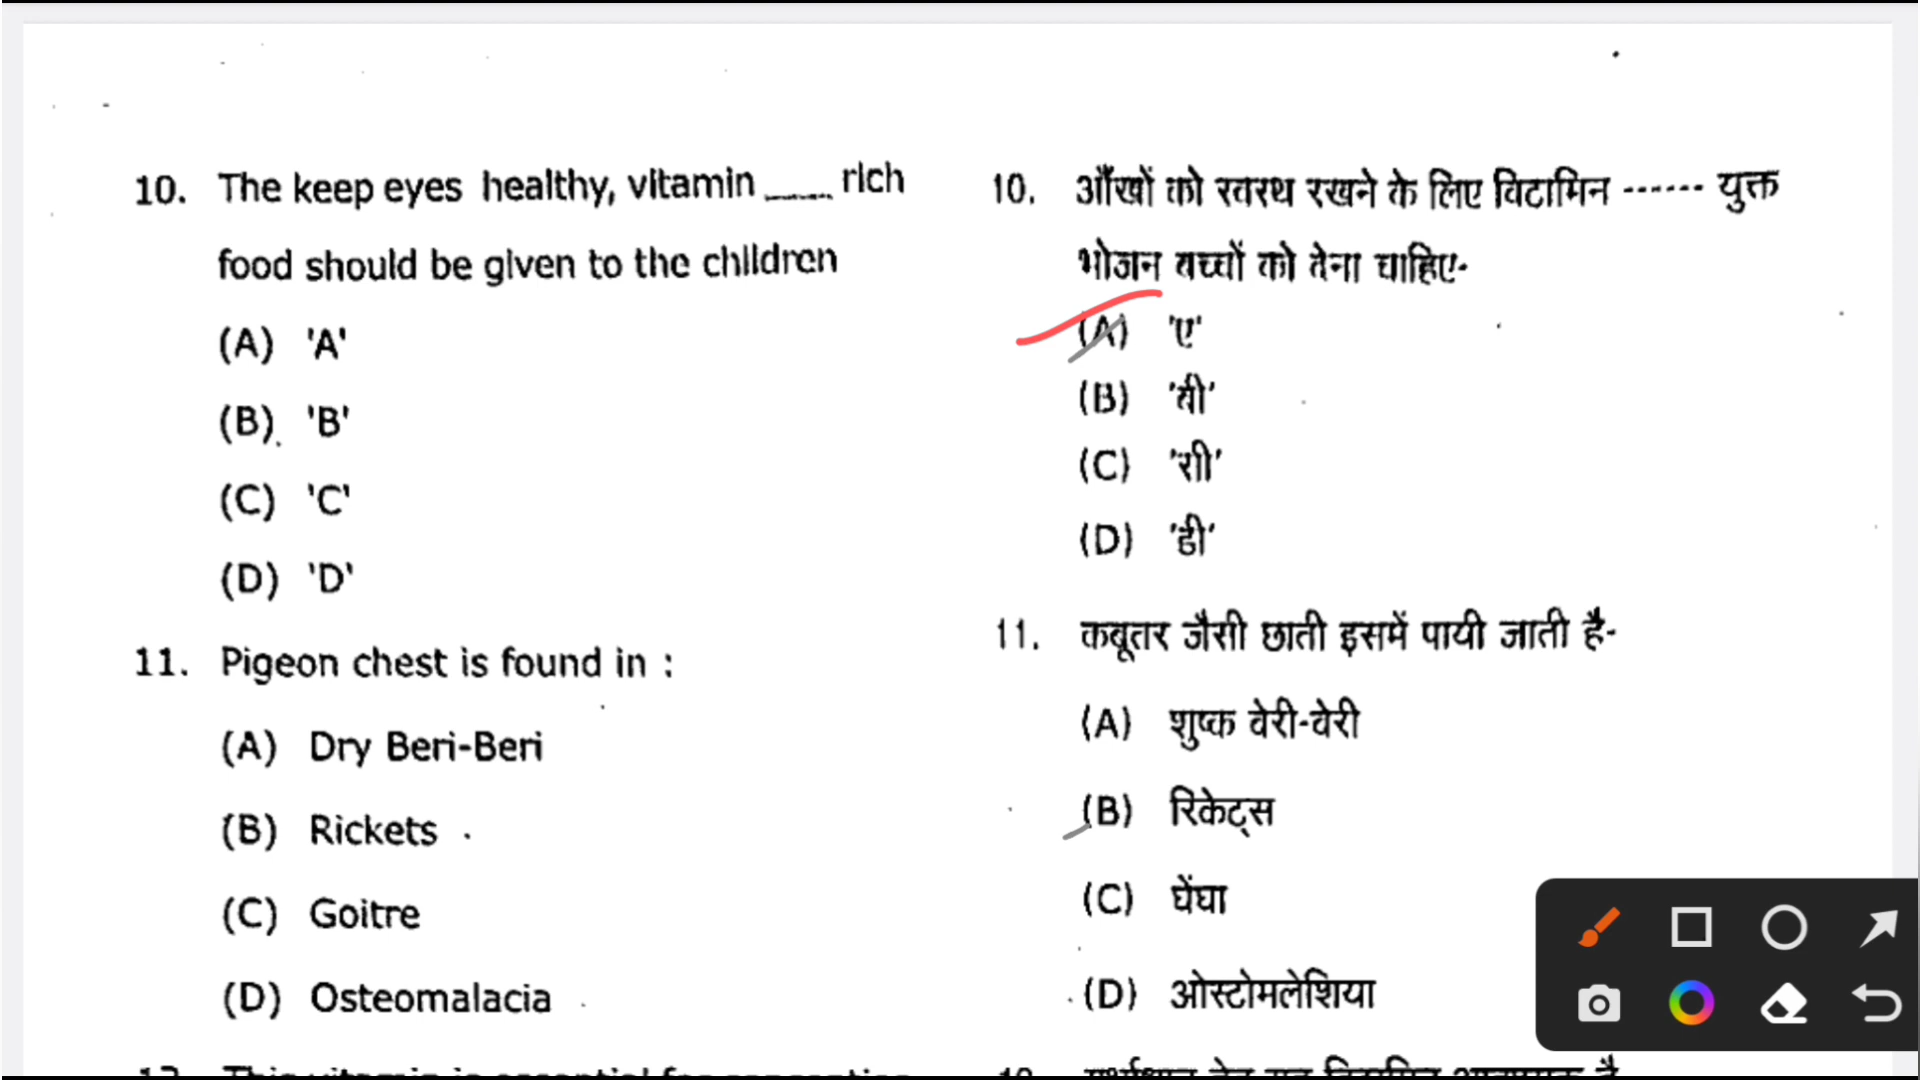 10. The keep eyes healthy, vitamin ____ rich
food should be given to the children
(A) 'A'
(B) 'B'
(C) 'C'
(D) 'D'
11. Pigeon chest is found in :
(A) Dry Beri-Beri
(B) Rickets
(C) Goitre
(D) Osteomalacia
10. आँखों को स्वस्थ रखने के लिए विटामिन ------ युक्त
भोजन बच्चों को देना चाहिए-
(A) 'ए'
(B) 'बी'
(C) 'सी'
(D) 'डी'
11. कबूतर जैसी छाती इसमें पायी जाती है-
(A) शुष्क बेरी-बेरी
(B) रिकेट्स
(C) घेंघा
(D) ओस्टोमलेशिया